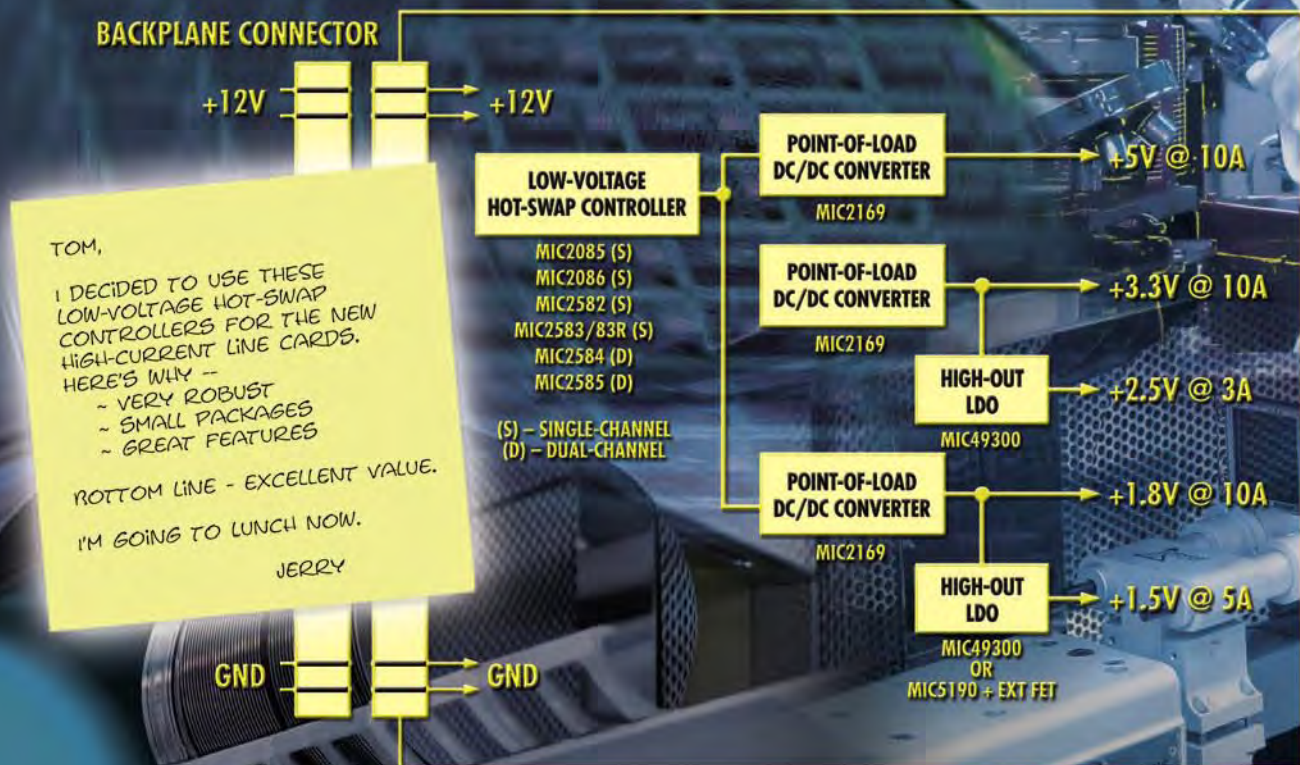 BACKPLANE CONNECTOR
+12V
+12V
TOM,
I DECIDED TO USE THESE
LOW-VOLTAGE HOT-SWAP
CONTROLLERS FOR THE NEW
HIGH-CURRENT LINE CARDS.
HERE'S WHY --
~ VERY ROBUST
~ SMALL PACKAGES
~ GREAT FEATURES
BOTTOM LINE - EXCELLENT VALUE.
I'M GOING TO LUNCH NOW.
JERRY
GND
GND
LOW-VOLTAGE
HOT-SWAP CONTROLLER
MIC2085 (S)
MIC2086 (S)
MIC2582 (S)
MIC2583/83R (S)
MIC2584 (D)
MIC2585 (D)
(S) – SINGLE-CHANNEL
(D) – DUAL-CHANNEL
POINT-OF-LOAD
DC/DC CONVERTER
MIC2169
+5V @ 10A
POINT-OF-LOAD
DC/DC CONVERTER
MIC2169
+3.3V @ 10A
HIGH-OUT
LDO
MIC49300
+2.5V @ 3A
POINT-OF-LOAD
DC/DC CONVERTER
MIC2169
+1.8V @ 10A
HIGH-OUT
LDO
MIC49300
OR
MIC5190 + EXT FET
+1.5V @ 5A